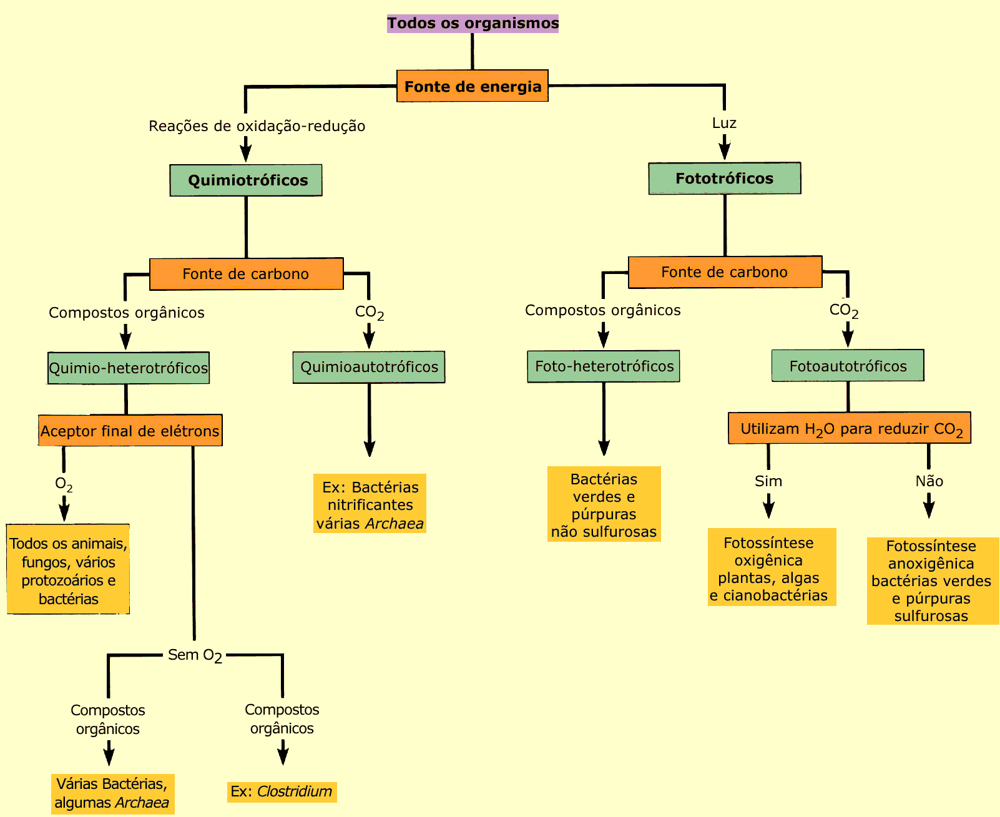 Todos os organismos
Fonte de energia
Reações de oxidação-redução
Luz
Quimiotróficos
Fototróficos
Fonte de carbono
Fonte de carbono
Compostos orgânicos
CO2
Compostos orgânicos
CO2
Quimio-heterotróficos
Quimioautotróficos
Foto-heterotróficos
Fotoautotróficos
Aceptor final de elétrons
Utilizam H2O para reduzir CO2
O2
Sim
Não
Ex: Bactérias
nitrificantes
várias Archaea
Bactérias
verdes e
púrpuras
não sulfurosas
Todos os animais,
fungos, vários
protozoários e
bactérias
Fotossíntese
oxigênica
plantas, algas
e cianobactérias
Fotossíntese
anoxigênica
bactérias verdes
e púrpuras
sulfurosas
Sem O2
Compostos
orgânicos
Compostos
orgânicos
Várias Bactérias,
algumas Archaea
Ex: Clostridium